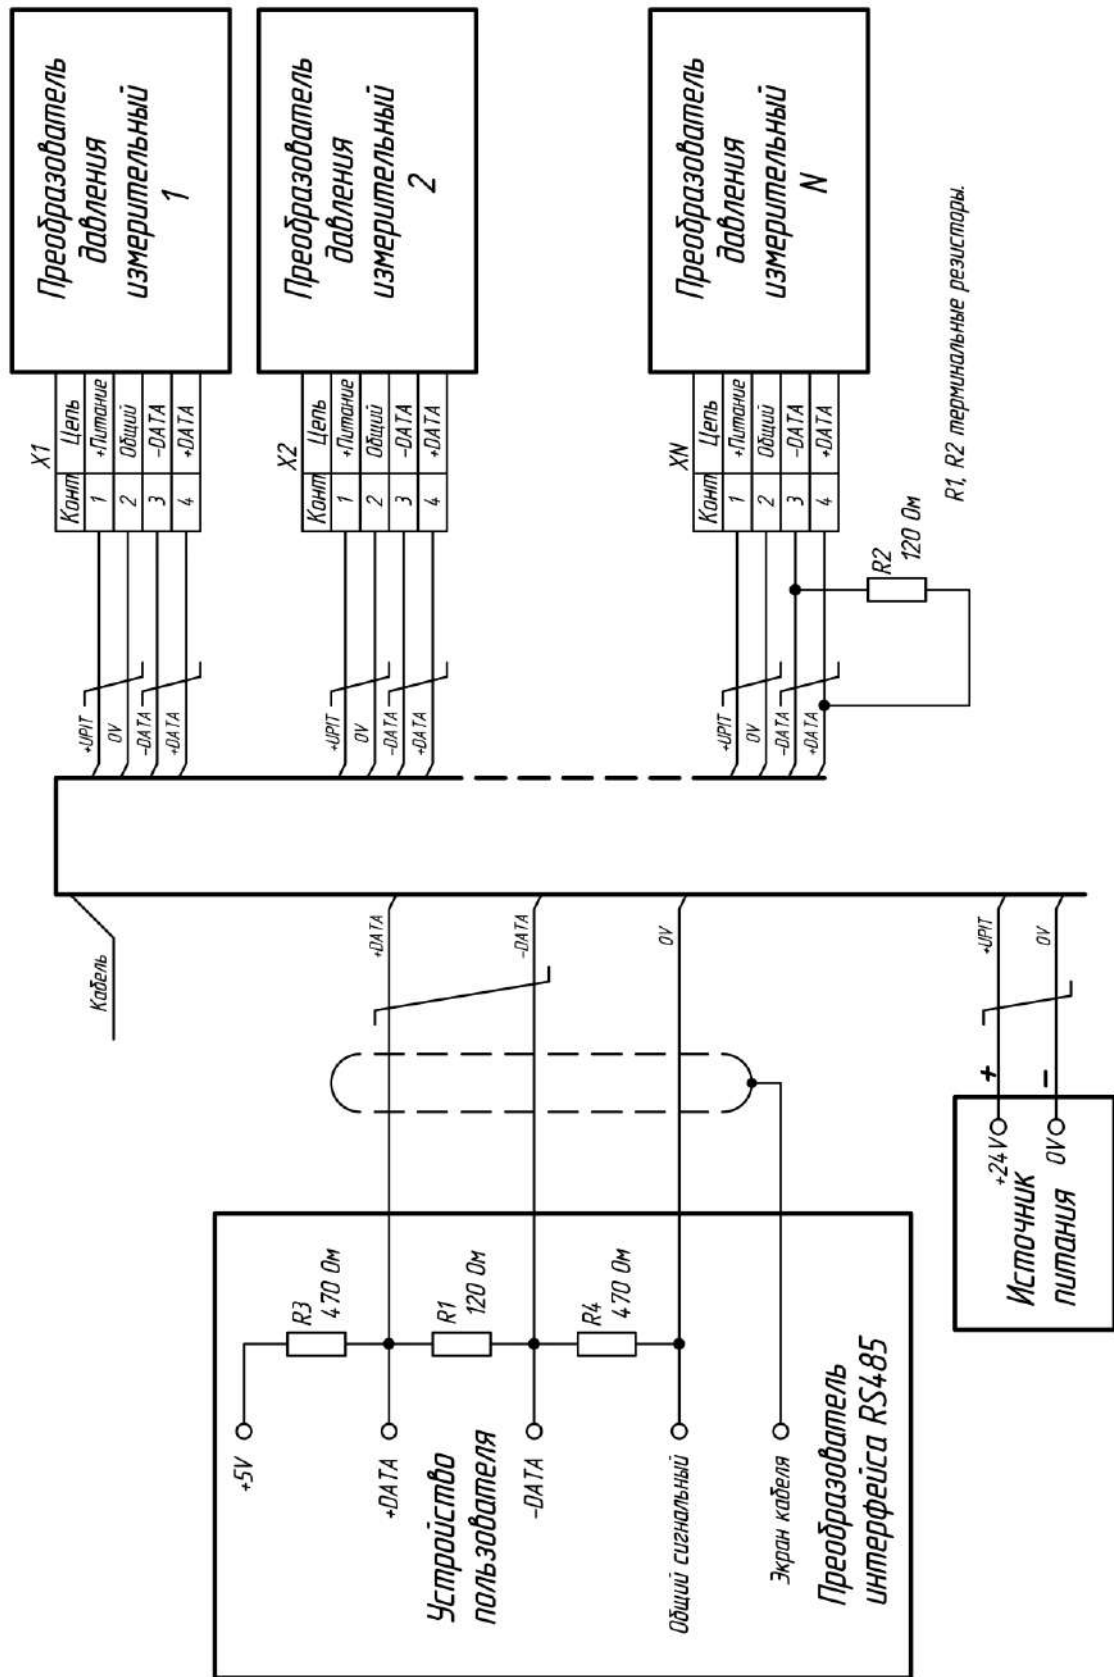 Преобразователь
давления
измерительный
1
X1
Конт Цепь
1 +Питание
2 Общий
3 -DATA
4 +DATA
+UPIT
0V
-DATA
+DATA
Преобразователь
давления
измерительный
2
X2
Конт Цепь
1 +Питание
2 Общий
3 -DATA
4 +DATA
+UPIT
0V
-DATA
+DATA
Преобразователь
давления
измерительный
N
XN
Конт Цепь
1 +Питание
2 Общий
3 -DATA
4 +DATA
+UPIT
0V
-DATA
+DATA
R2
120 Ом
R1, R2 терминальные резисторы.
Кабель
+DATA
-DATA
0V
+UPIT
0V
+5V
R3
470 Ом
+DATA
R1
120 Ом
Устройство
пользователя
-DATA
R4
470 Ом
Общий сигнальный
Экран кабеля
Преобразователь
интерфейса RS485
+
-
+24V
Источник
питания
0V